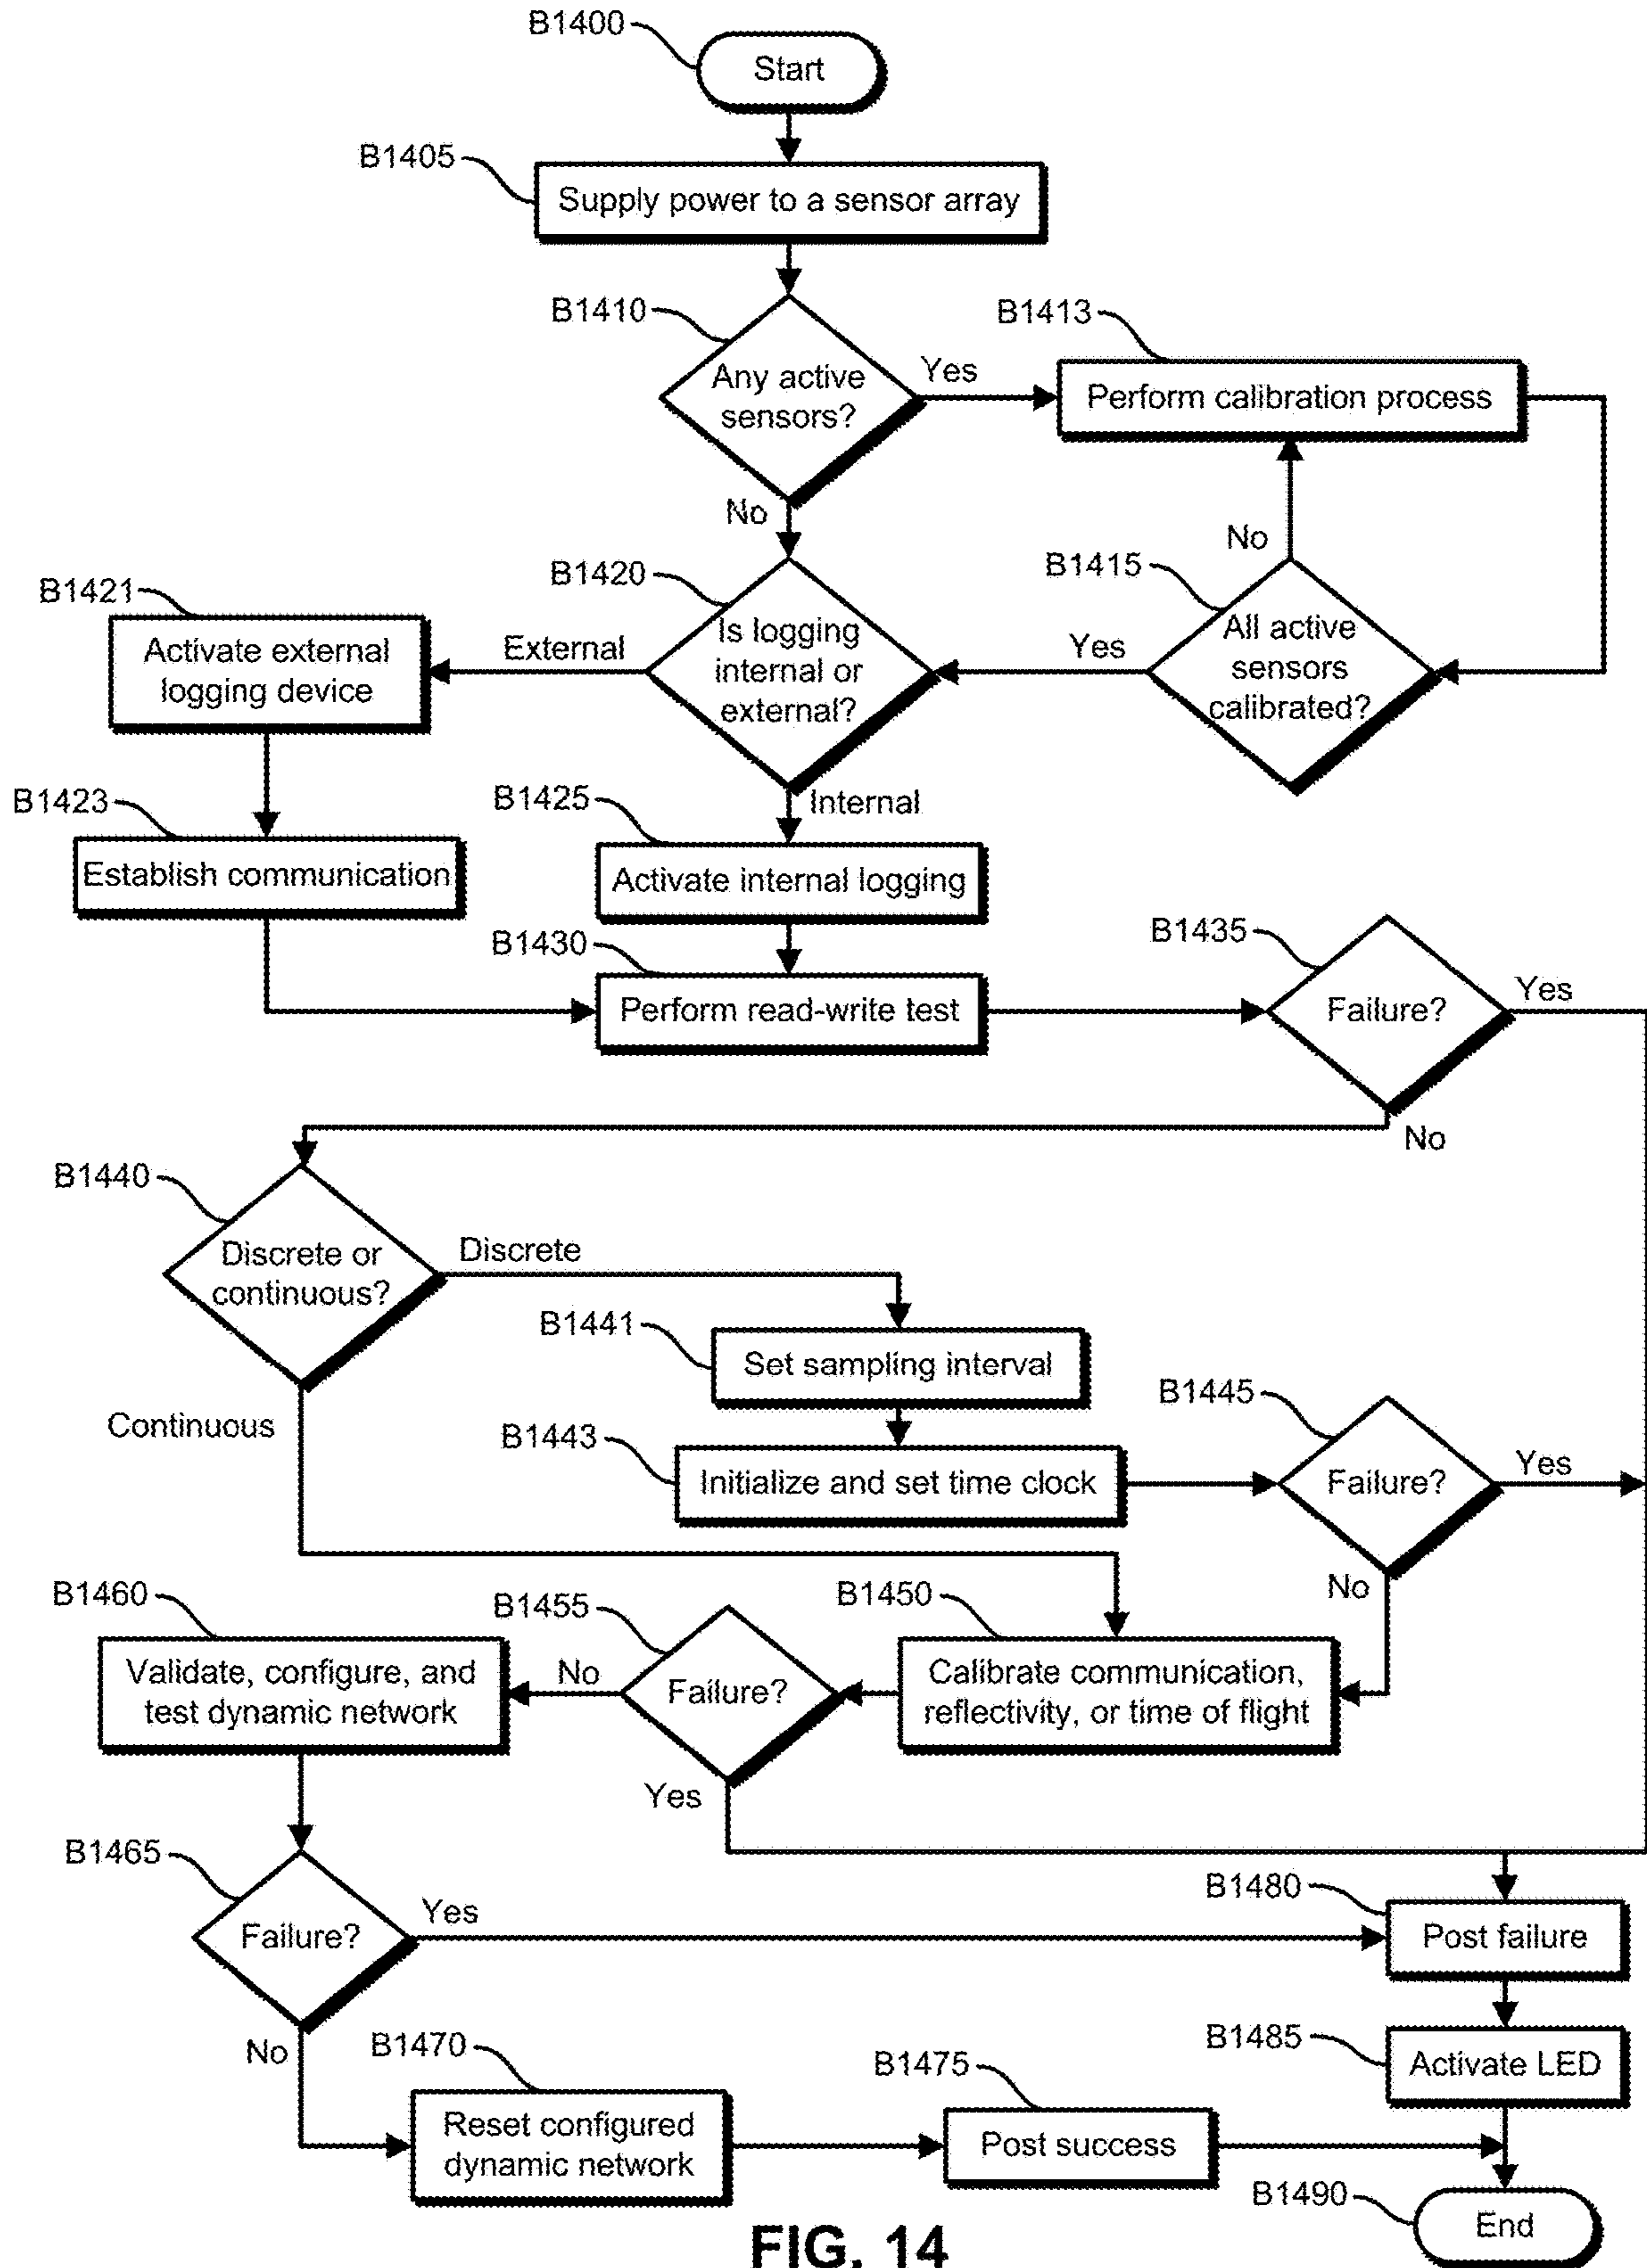 B1400
Start
B1405
Supply power to a sensor array
B1410
B1413
Any active
sensors?
Yes
Perform calibration process
No
No
B1420
B1415
B1421
Activate external
logging device
External
Is logging
internal or
external?
Yes
All active
sensors
calibrated?
B1423
B1425
Internal
Establish communication
Activate internal logging
B1430
B1435
Perform read-write test
Failure?
Yes
No
B1440
Discrete or
continuous?
Discrete
B1441
Set sampling interval
Continuous
B1443
B1445
Initialize and set time clock
Failure?
Yes
No
B1460
B1455
B1450
Validate, configure, and
test dynamic network
No
Failure?
Calibrate communication,
reflectivity, or time of flight
Yes
B1465
B1480
Failure?
Yes
Post failure
No
B1470
B1475
B1485
Activate LED
Reset configured
dynamic network
Post success
B1490
End
FIG. 14